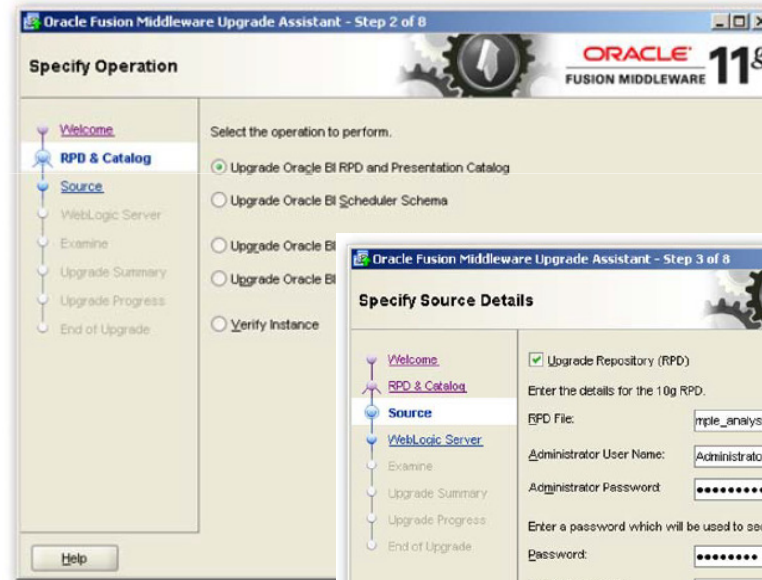 Oracle Fusion Middleware Upgrade Assistant - Step 2 of 8
Specify Operation
ORACLE
FUSION MIDDLEWARE 11g
Welcome
RPD & Catalog
Source
WebLogic Server
Examine
Upgrade Summary
Upgrade Progress
End of Upgrade
Select the operation to perform.
Upgrade Oracle BI RPD and Presentation Catalog
Upgrade Oracle BI Scheduler Schema
Upgrade Oracle BI
Upgrade Oracle BI
Verify Instance
Help
Oracle Fusion Middleware Upgrade Assistant - Step 3 of 8
Specify Source Details
Welcome
RPD & Catalog
Source
WebLogic Server
Examine
Upgrade Summary
Upgrade Progress
End of Upgrade
Upgrade Repository (RPD)
Enter the details for the 10g RPD.
RPD File:
mple_analys
Administrator User Name:
Administrato
Administrator Password:
Enter a password which will be used to sec
Password: